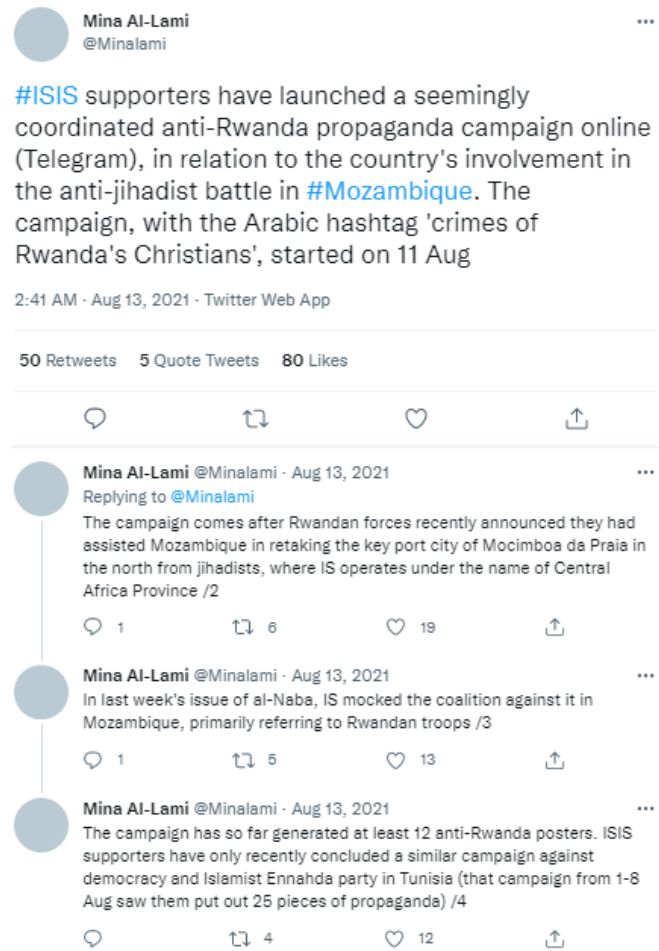 Mina Al-Lami
@Minalami
#ISIS supporters have launched a seemingly
coordinated anti-Rwanda propaganda campaign online
(Telegram), in relation to the country's involvement in
the anti-jihadist battle in #Mozambique. The
campaign, with the Arabic hashtag 'crimes of
Rwanda's Christians', started on 11 Aug
2:41 AM · Aug 13, 2021 · Twitter Web App
50 Retweets 5 Quote Tweets 80 Likes
Mina Al-Lami @Minalami · Aug 13, 2021
Replying to @Minalami
The campaign comes after Rwandan forces recently announced they had
assisted Mozambique in retaking the key port city of Mocimboa da Praia in
the north from jihadists, where IS operates under the name of Central
Africa Province /2
1 6 19
Mina Al-Lami @Minalami · Aug 13, 2021
In last week's issue of al-Naba, IS mocked the coalition against it in
Mozambique, primarily referring to Rwandan troops /3
1 5 13
Mina Al-Lami @Minalami · Aug 13, 2021
The campaign has so far generated at least 12 anti-Rwanda posters. ISIS
supporters have only recently concluded a similar campaign against
democracy and Islamist Ennahda party in Tunisia (that campaign from 1-8
Aug saw them put out 25 pieces of propaganda) /4
4 12